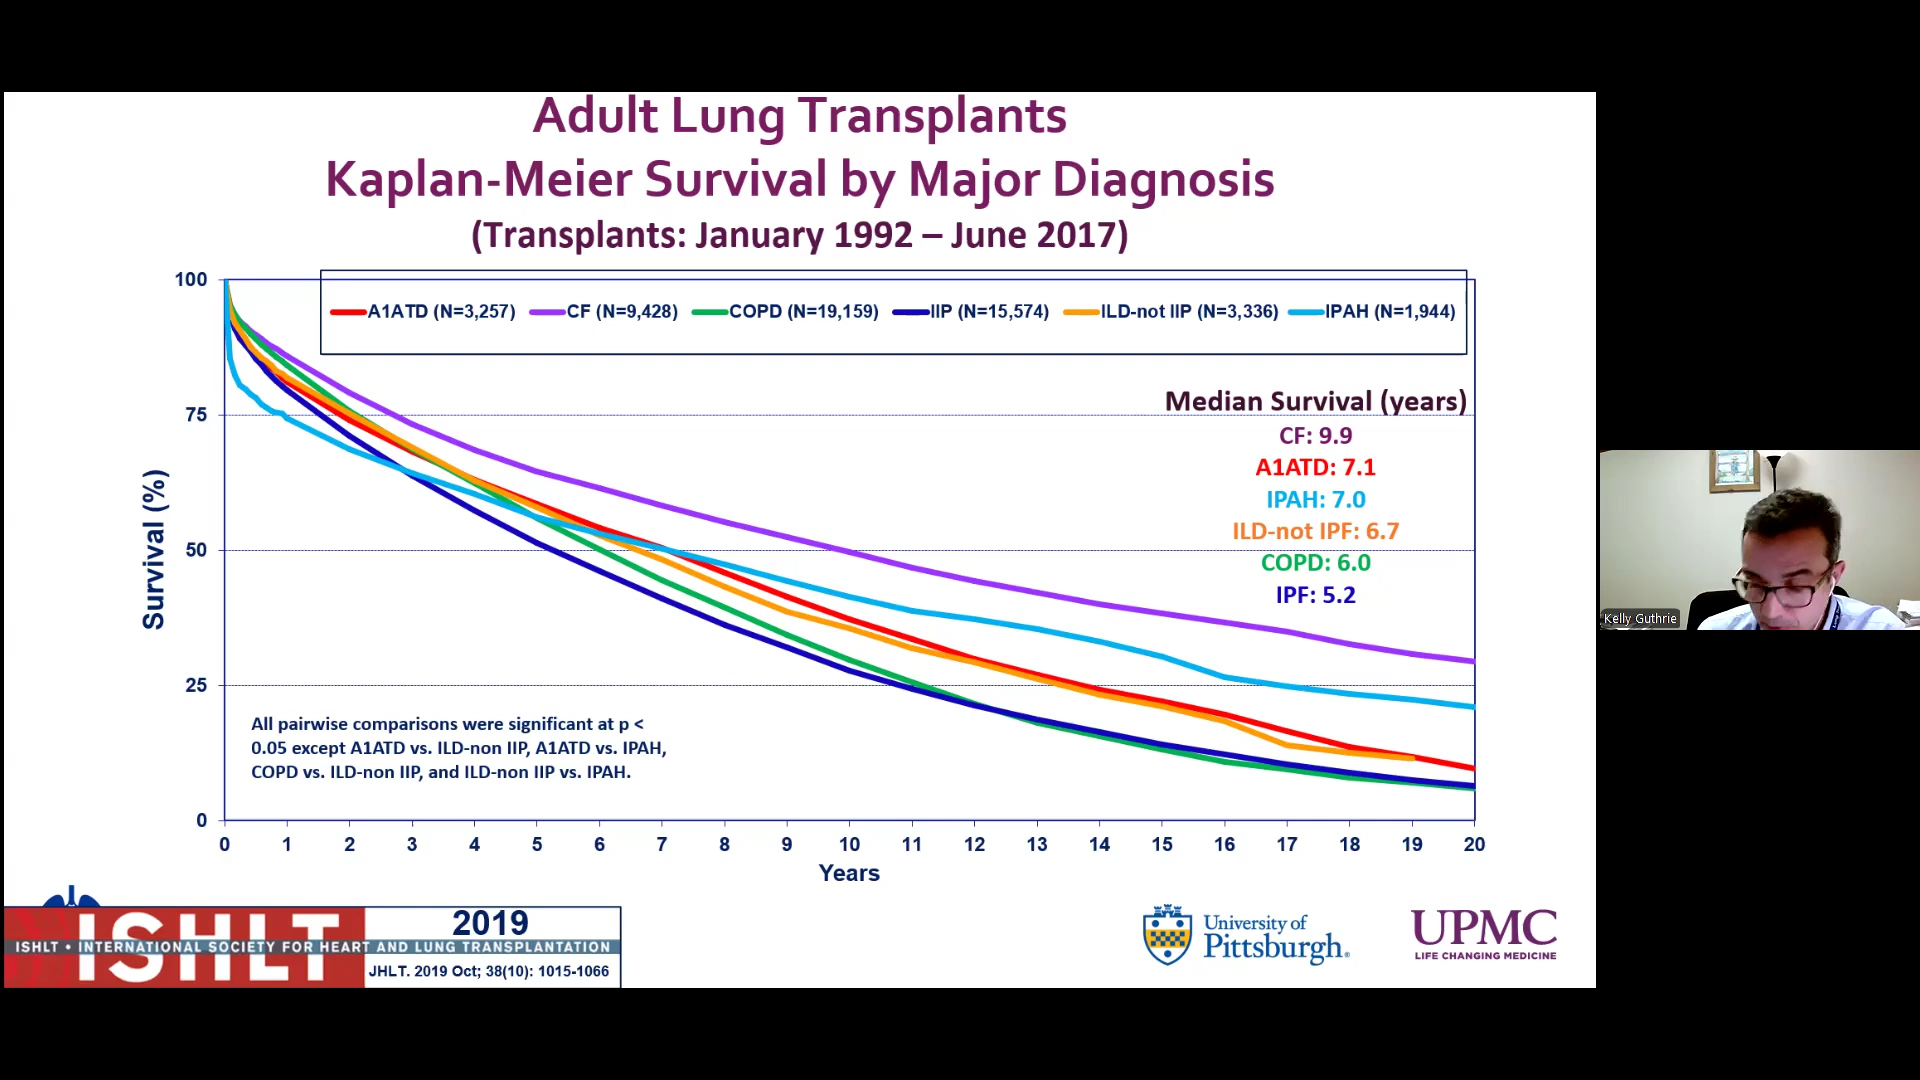 Adult Lung Transplants
Kaplan-Meier Survival by Major Diagnosis
(Transplants: January 1992 – June 2017)
A1ATD (N=3,257) CF (N=9,428) COPD (N=19,159) IIP (N=15,574) ILD-not IIP (N=3,336) IPAH (N=1,944)
100
75
50
25
0
Survival (%)
Median Survival (years)
CF: 9.9
A1ATD: 7.1
IPAH: 7.0
ILD-not IPF: 6.7
COPD: 6.0
IPF: 5.2
All pairwise comparisons were significant at p <
0.05 except A1ATD vs. ILD-non IIP, A1ATD vs. IPAH,
COPD vs. ILD-non IIP, and ILD-non IIP vs. IPAH.
0 1 2 3 4 5 6 7 8 9 10 11 12 13 14 15 16 17 18 19 20
Years
ISHLT
ISHLT • INTERNATIONAL SOCIETY FOR HEART AND LUNG TRANSPLANTATION
2019
JHLT. 2019 Oct; 38(10): 1015-1066
University of
Pittsburgh.
UPMC
LIFE CHANGING MEDICINE
Kelly Guthrie